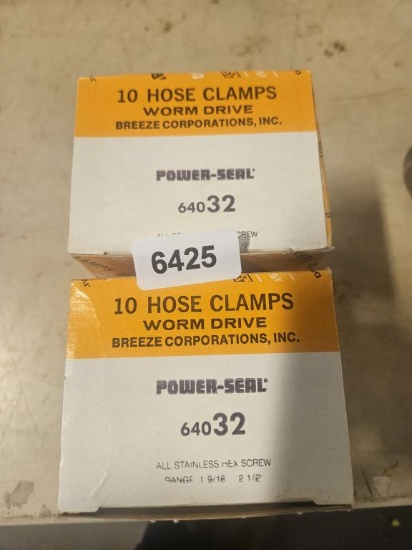 10 HOSE CLAMPS
WORM DRIVE
BREEZE CORPORATIONS, INC.
POWER-SEAL
64032
SCREW
6425
10 HOSE CLAMPS
WORM DRIVE
BREEZE CORPORATIONS, INC.
POWER-SEAL
64032
ALL STAINLESS HEX SCREW
RANGE 1 9/16 2 1/2"